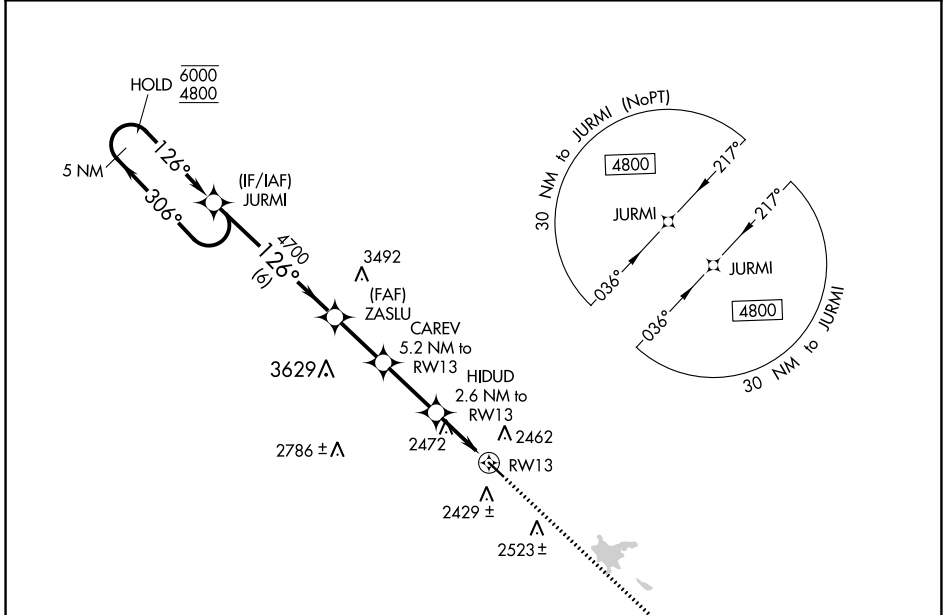 HOLD 6000
4800
5 NM
126°
306°
(IF/IAF)
JURMI
4700
126°
(6)
3492
(FAF)
ZASLU
CAREV
5.2 NM to
RW13
3629
HIDUD
2.6 NM to
RW13
2472
2462
2786 ±
RW13
2429 ±
2523 ±
30 NM to JURMI (NoPT)
4800
217°
JURMI
036°
217°
JURMI
036°
4800
30 NM to JURMI